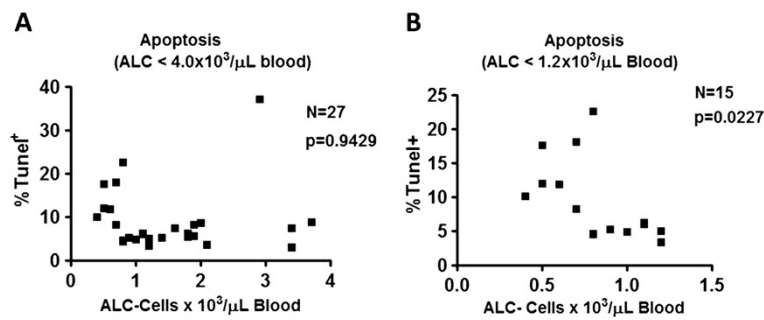 A
Apoptosis
(ALC < 4.0x10³/µL blood)
N=27
p=0.9429
% Tunel⁺
40
30
20
10
0
0 1 2 3 4
ALC-Cells x 10³/µL Blood
B
Apoptosis
(ALC < 1.2x10³/µL Blood)
N=15
p=0.0227
% Tunel+
25
20
15
10
5
0
0.0 0.5 1.0 1.5
ALC- Cells x 10³/µL Blood